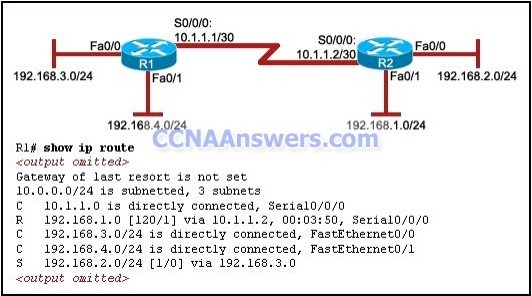 S0/0/0:
10.1.1.1/30
S0/0/0:
10.1.1.2/30
Fa0/0
R1
Fa0/1
R2
Fa0/0
Fa0/1
192.168.3.0/24
192.168.2.0/24
192.168.4.0/24
192.168.1.0/24
CCNAAnswers.com
R1# show ip route
<output omitted>
Gateway of last resort is not set
10.0.0.0/24 is subnetted, 3 subnets
C 10.1.1.0 is directly connected, Serial0/0/0
R 192.168.1.0 [120/1] via 10.1.1.2, 00:03:50, Serial0/0/0
C 192.168.3.0/24 is directly connected, FastEthernet0/0
C 192.168.4.0/24 is directly connected, FastEthernet0/1
S 192.168.2.0/24 [1/0] via 192.168.3.0
<output omitted>